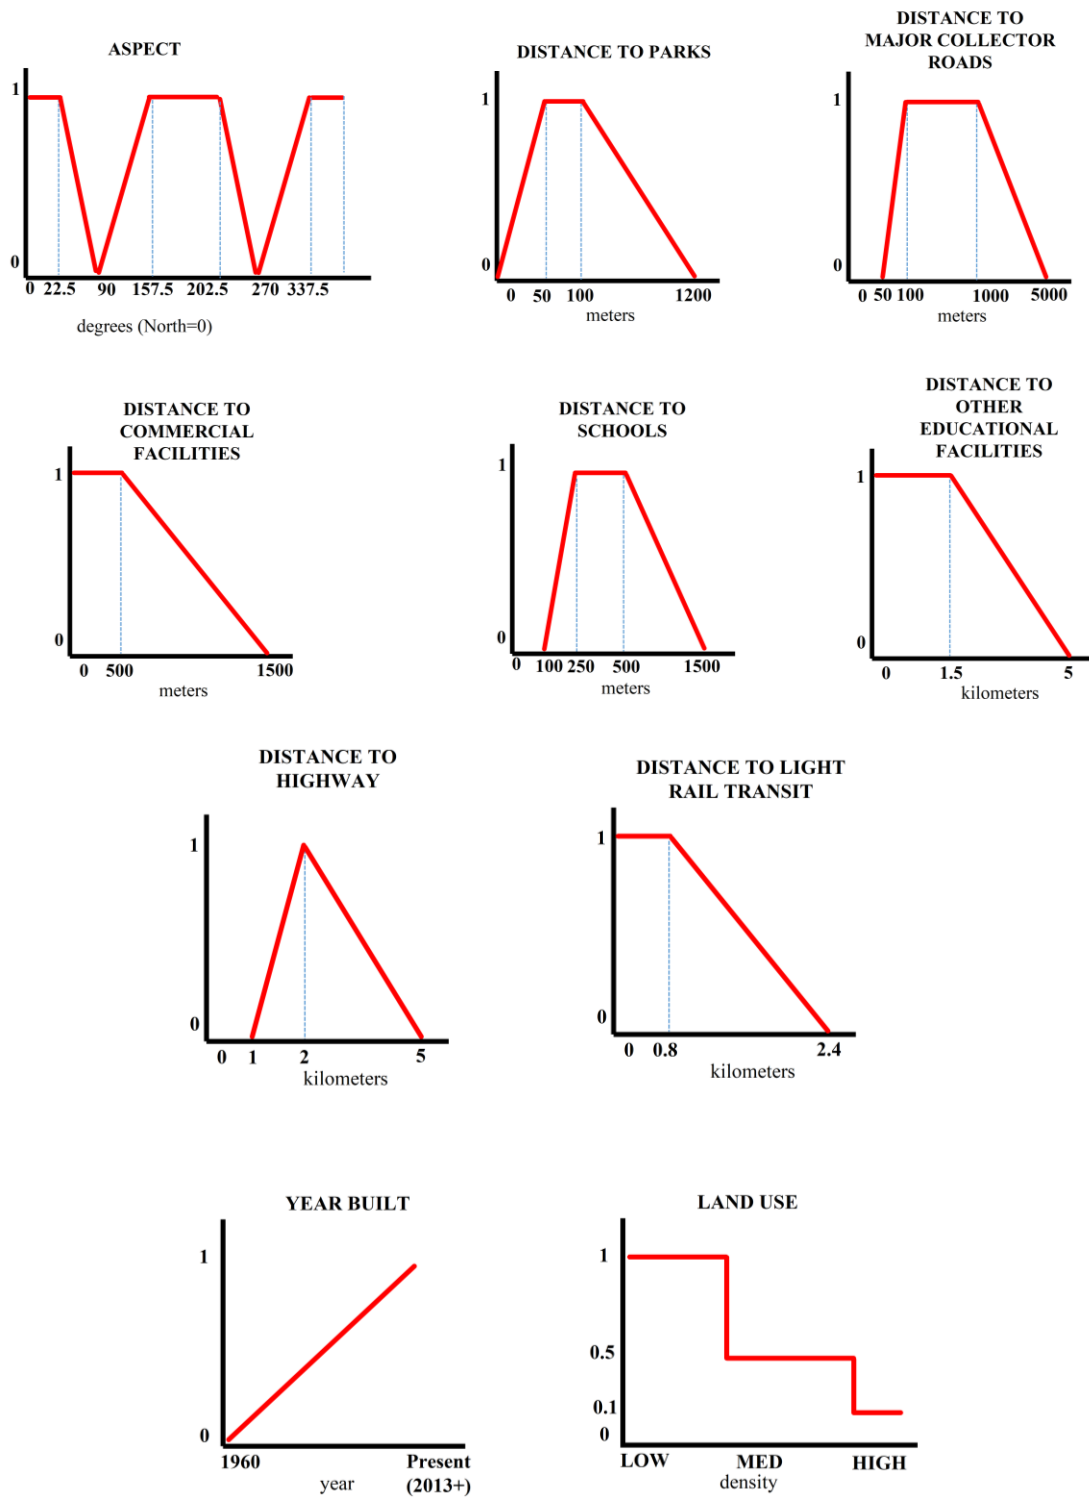 ASPECT
1
0
0 22.5 90 157.5 202.5 270 337.5
degrees (North=0)
DISTANCE TO PARKS
1
0
0 50 100 1200
meters
DISTANCE TO
MAJOR COLLECTOR
ROADS
1
0
0 50 100 1000 5000
meters
DISTANCE TO
COMMERCIAL
FACILITIES
1
0
0 500 1500
meters
DISTANCE TO
SCHOOLS
1
0
0 100 250 500 1500
meters
DISTANCE TO
OTHER
EDUCATIONAL
FACILITIES
1
0
0 1.5 5
kilometers
DISTANCE TO
HIGHWAY
1
0
0 1 2 5
kilometers
DISTANCE TO LIGHT
RAIL TRANSIT
1
0
0 0.8 2.4
kilometers
YEAR BUILT
1
0
1960 Present
year (2013+)
LAND USE
1
0.5
0.1
0
LOW MED HIGH
density